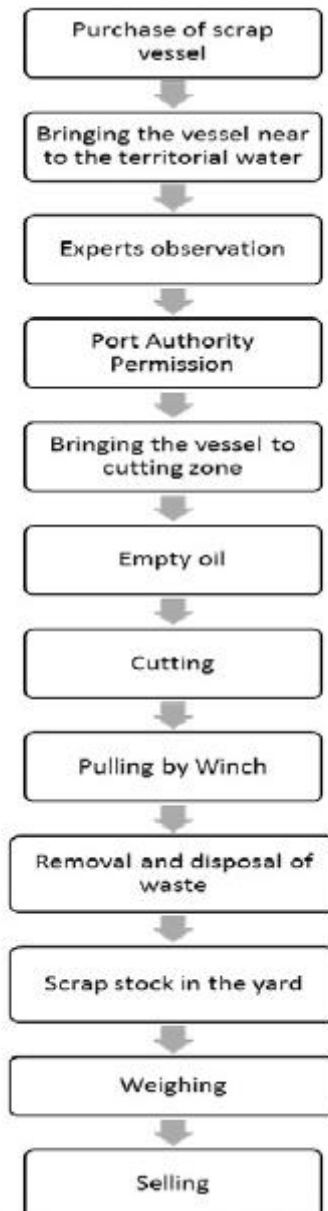 Purchase of scrap
vessel
Bringing the vessel near
to the territorial water
Experts observation
Port Authority
Permission
Bringing the vessel to
cutting zone
Empty oil
Cutting
Pulling by Winch
Removal and disposal of
waste
Scrap stock in the yard
Weighing
Selling